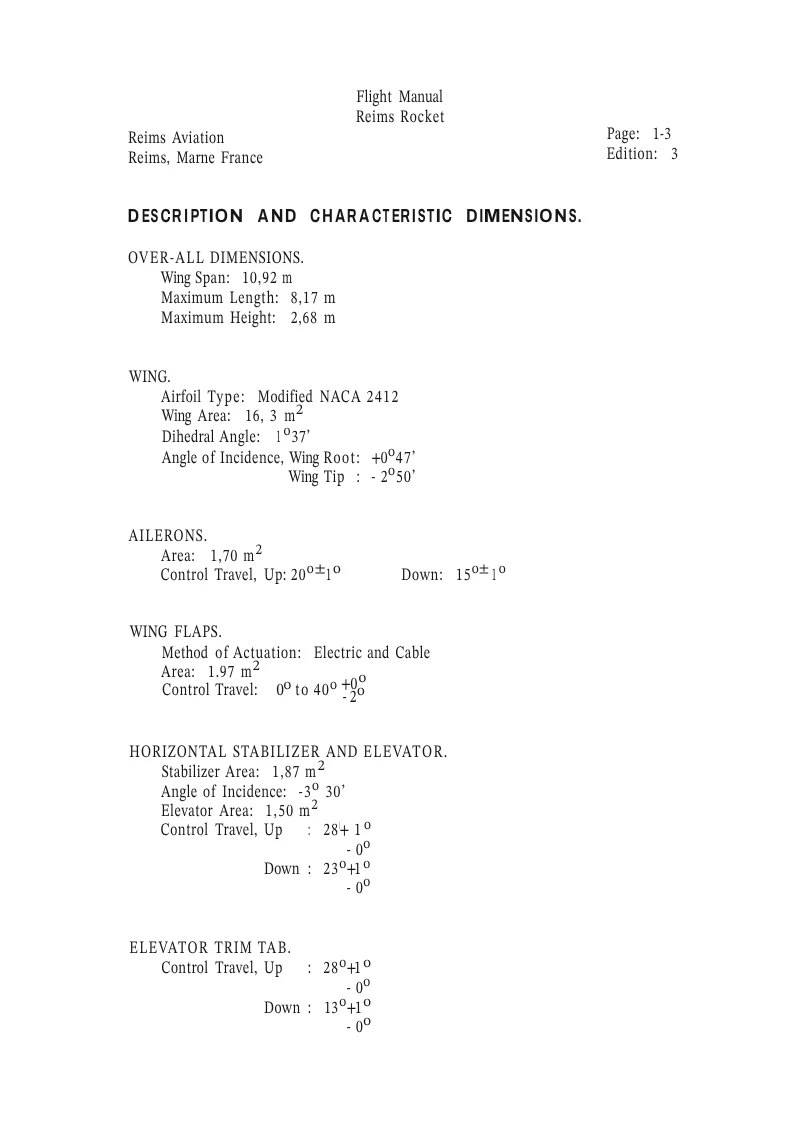 Flight Manual
Reims Rocket
Reims Aviation
Page: 1-3
Reims, Marne France
Edition: 3
DESCRIPTION AND CHARACTERISTIC DIMENSIONS.
OVER-ALL DIMENSIONS.
Wing Span: 10,92 m
Maximum Length: 8,17 m
Maximum Height: 2,68 m
WING.
Airfoil Type: Modified NACA 2412
Wing Area: 16, 3 m²
Dihedral Angle: 1º37’
Angle of Incidence, Wing Root: +0º47’
Wing Tip : - 2º50’
AILERONS.
Area: 1,70 m²
Control Travel, Up: 20º±1º Down: 15º±1º
WING FLAPS.
Method of Actuation: Electric and Cable
Area: 1.97 m²
Control Travel: 0º to 40º +0º
- 2º
HORIZONTAL STABILIZER AND ELEVATOR.
Stabilizer Area: 1,87 m²
Angle of Incidence: -3º 30’
Elevator Area: 1,50 m²
Control Travel, Up : 28+ 1º
- 0º
Down : 23º+1º
- 0º
ELEVATOR TRIM TAB.
Control Travel, Up : 28º+1º
- 0º
Down : 13º+1º
- 0º